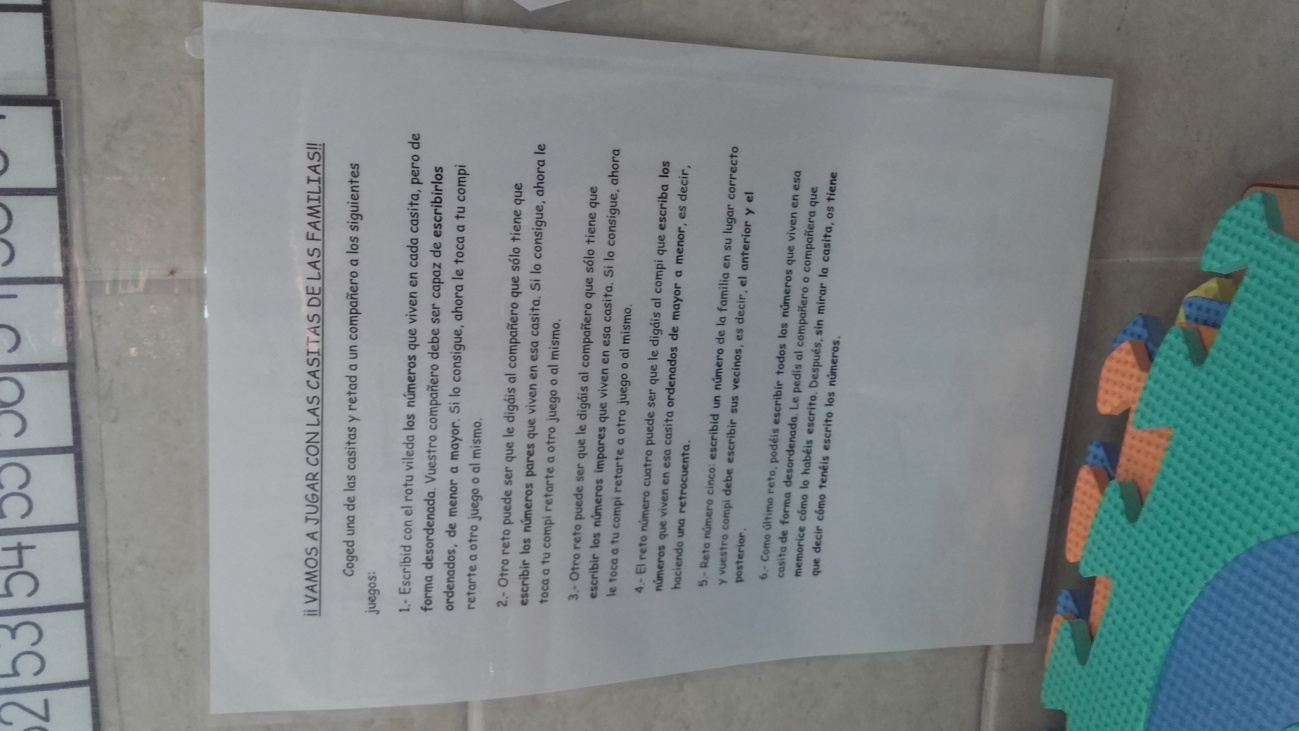 ¡¡VAMOS A JUGAR CON LAS CASITAS DE LAS FAMILIAS!!
Coged una de las casitas y retad a un compañero a los siguientes
juegos:
1.- Escribid con el rotu vileda los números que viven en cada casita, pero de
forma desordenada. Vuestro compañero debe ser capaz de escribirlos
ordenados, de menor a mayor. Si lo consigue, ahora le toca a tu compi
retarte a otro juego o al mismo.
2.- Otro reto puede ser que le digáis al compañero que sólo tiene que
escribir los números pares que viven en esa casita. Si lo consigue, ahora le
toca a tu compi retarte a otro juego o al mismo.
3.- Otro reto puede ser que le digáis al compañero que sólo tiene que
escribir los números impares que viven en esa casita. Si lo consigue, ahora
le toca a tu compi retarte a otro juego o al mismo.
4.- El reto número cuatro puede ser que le digáis al compi que escriba los
números que viven en esa casita ordenados de mayor a menor, es decir,
haciendo una retrocuenta.
5.- Reto número cinco: escribid un número de la familia en su lugar correcto
y vuestro compi debe escribir sus vecinos, es decir, el anterior y el
posterior.
6.- Como último reto, podéis escribir todos los números que viven en esa
casita de forma desordenada. Le pedís al compañero o compañera que
memorice cómo lo habéis escrito. Después, sin mirar la casita, os tiene
que decir cómo tenéis escrito los números.
52 53 54 55 56